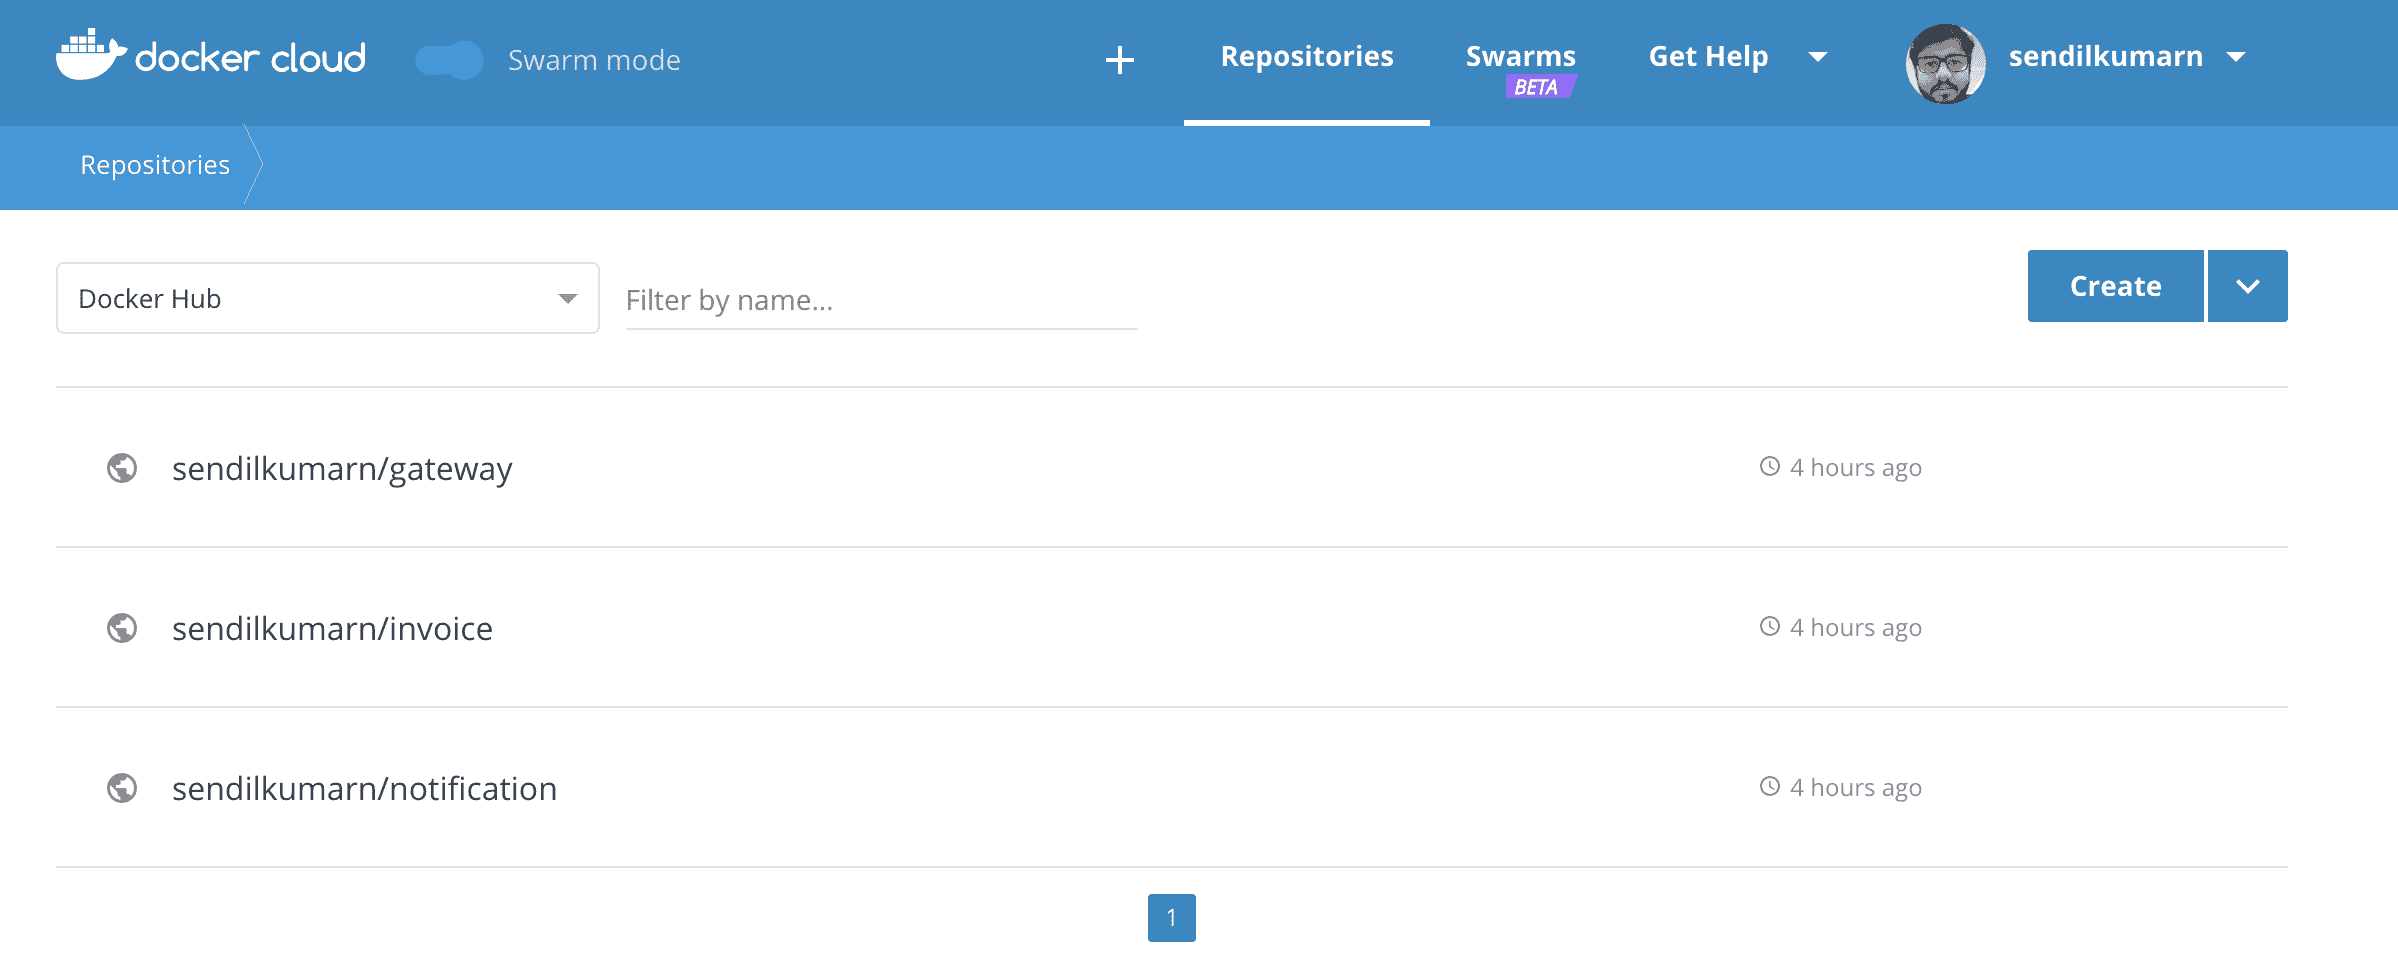 docker cloud
Swarm mode
Repositories
Swarms
BETA
Get Help
sendilkumarn
Repositories
Docker Hub
Filter by name...
Create
sendilkumarn/gateway
4 hours ago
sendilkumarn/invoice
4 hours ago
sendilkumarn/notification
4 hours ago
1